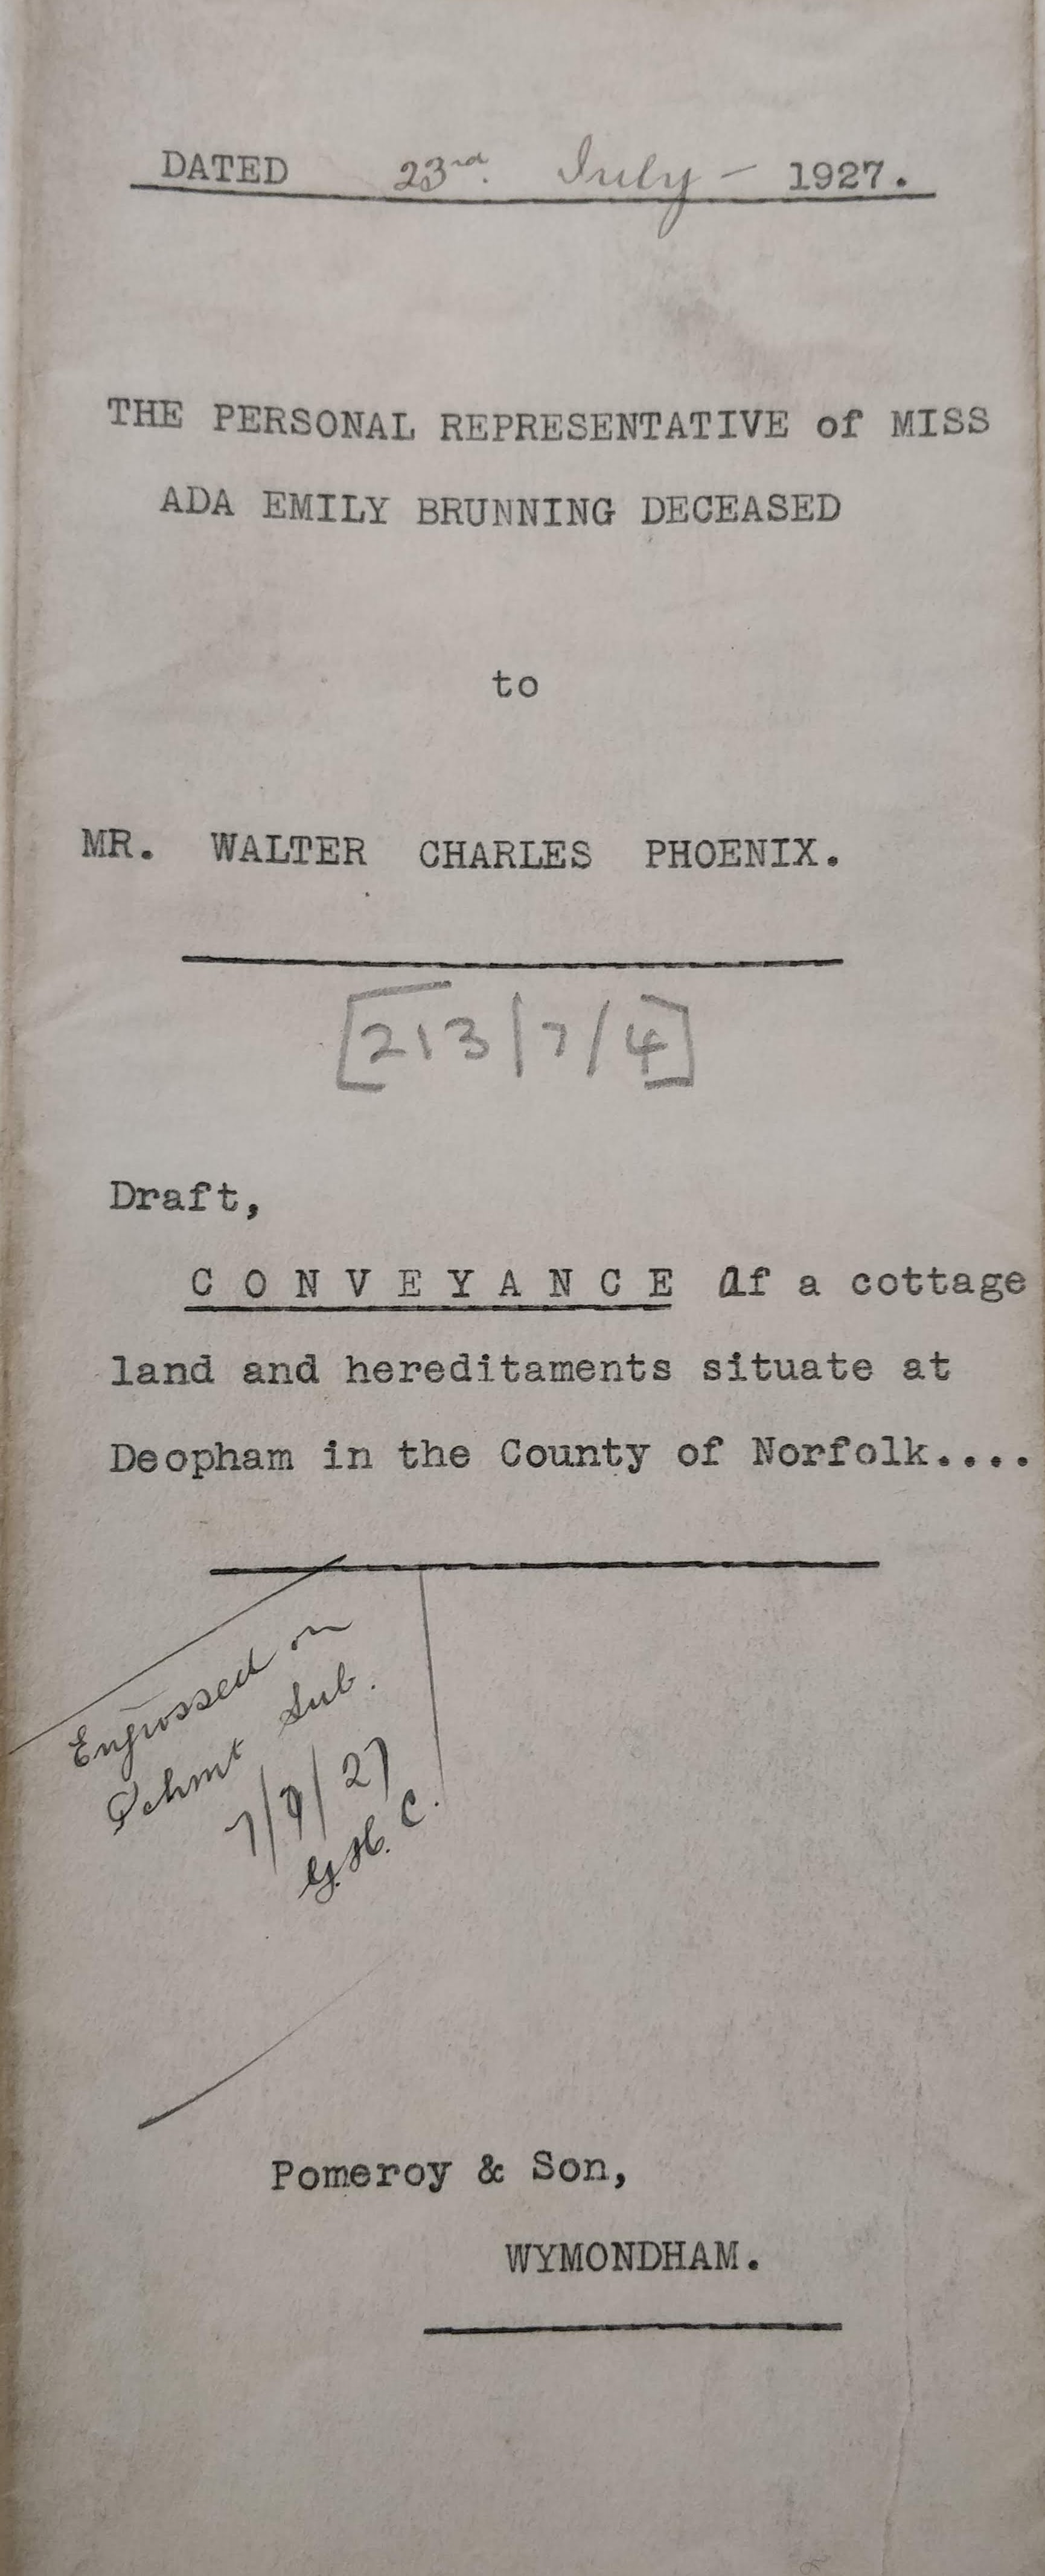 DATED 23rd. July - 1927.
THE PERSONAL REPRESENTATIVE of MISS
ADA EMILY BRUNNING DECEASED
to
MR. WALTER CHARLES PHOENIX.
[213/7/4]
Draft,
CONVEYANCE of a cottage
land and hereditaments situate at
Deopham in the County of Norfolk....
Engrossed on
Sub.
7/7/27
G.H.C.
Pomeroy & Son,
WYMONDHAM.